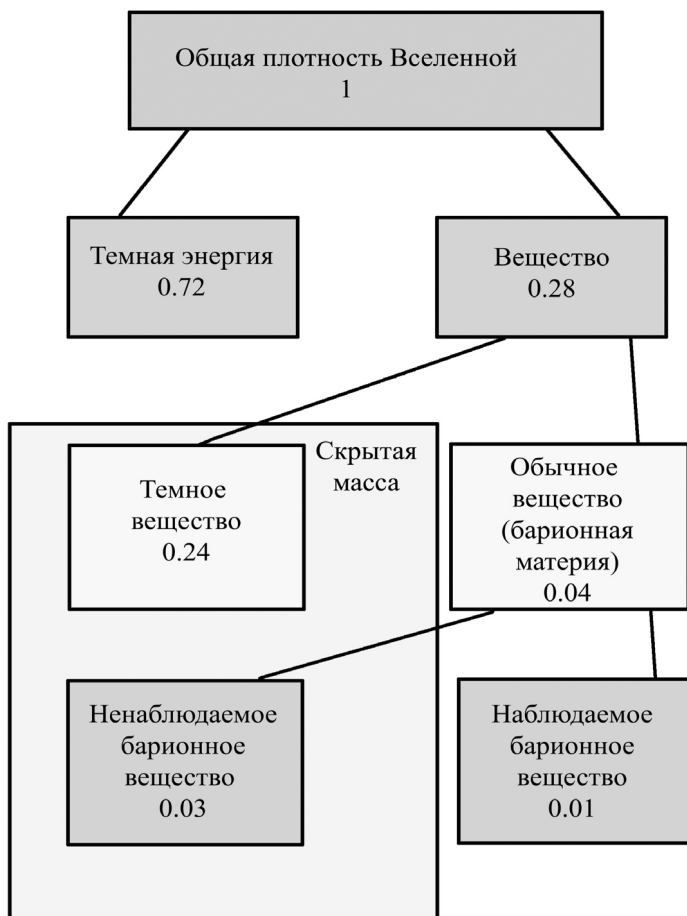 Общая плотность Вселенной
1
Темная энергия
0.72
Вещество
0.28
Скрытая
масса
Темное
вещество
0.24
Обычное
вещество
(барионная
материя)
0.04
Ненаблюдаемое
барионное
вещество
0.03
Наблюдаемое
барионное
вещество
0.01